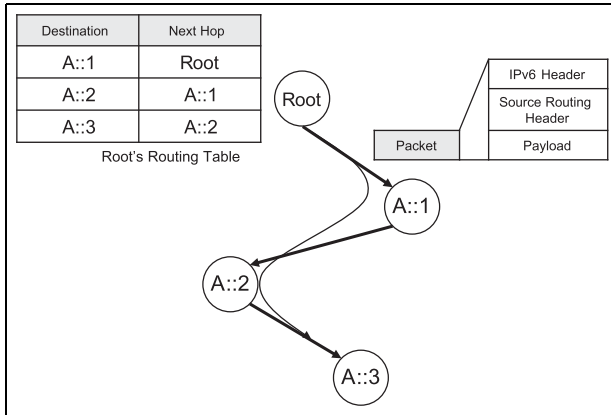 Destination Next Hop
A::1 Root
A::2 A::1
A::3 A::2
Root's Routing Table
Root
IPv6 Header
Source Routing
Header
Packet
Payload
A::1
A::2
A::3